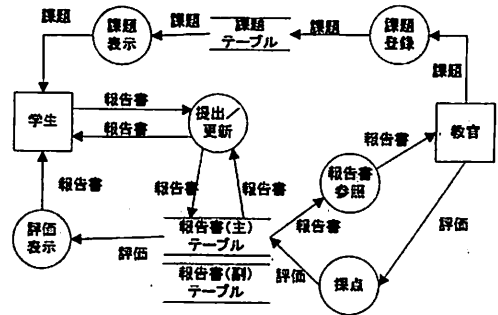 課題
課題
表示
課題
課題
テーブル
課題
課題
登録
課題
学生
報告書
報告書
提出／
更新
教官
報告書
報告書
参照
報告書
報告書
報告書
報告書
評価
評価
表示
評価
報告書(主)
テーブル
報告書(副)
テーブル
評価
採点